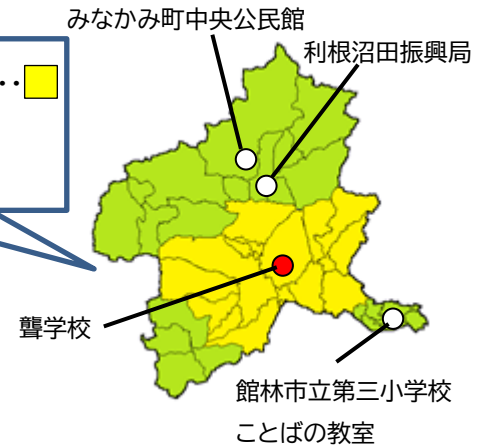 みなかみ町中央公民館
利根沼田振興局
‥
聾学校
館林市立第三小学校
ことばの教室